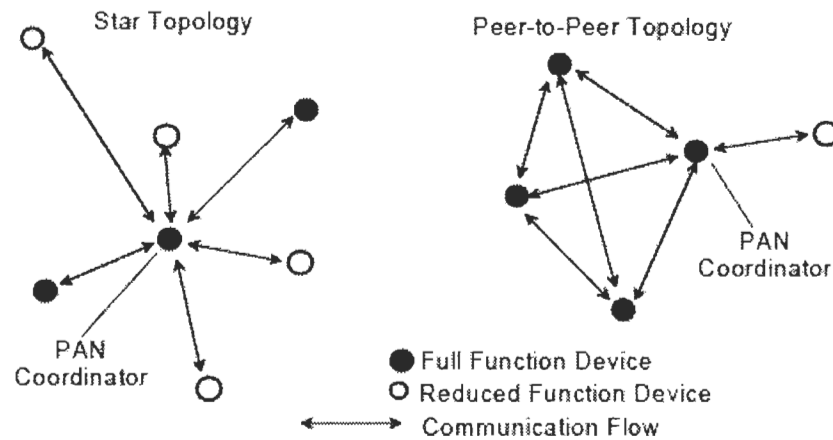 Star Topology
Peer-to-Peer Topology
PAN
Coordinator
PAN
Coordinator
Full Function Device
Reduced Function Device
Communication Flow